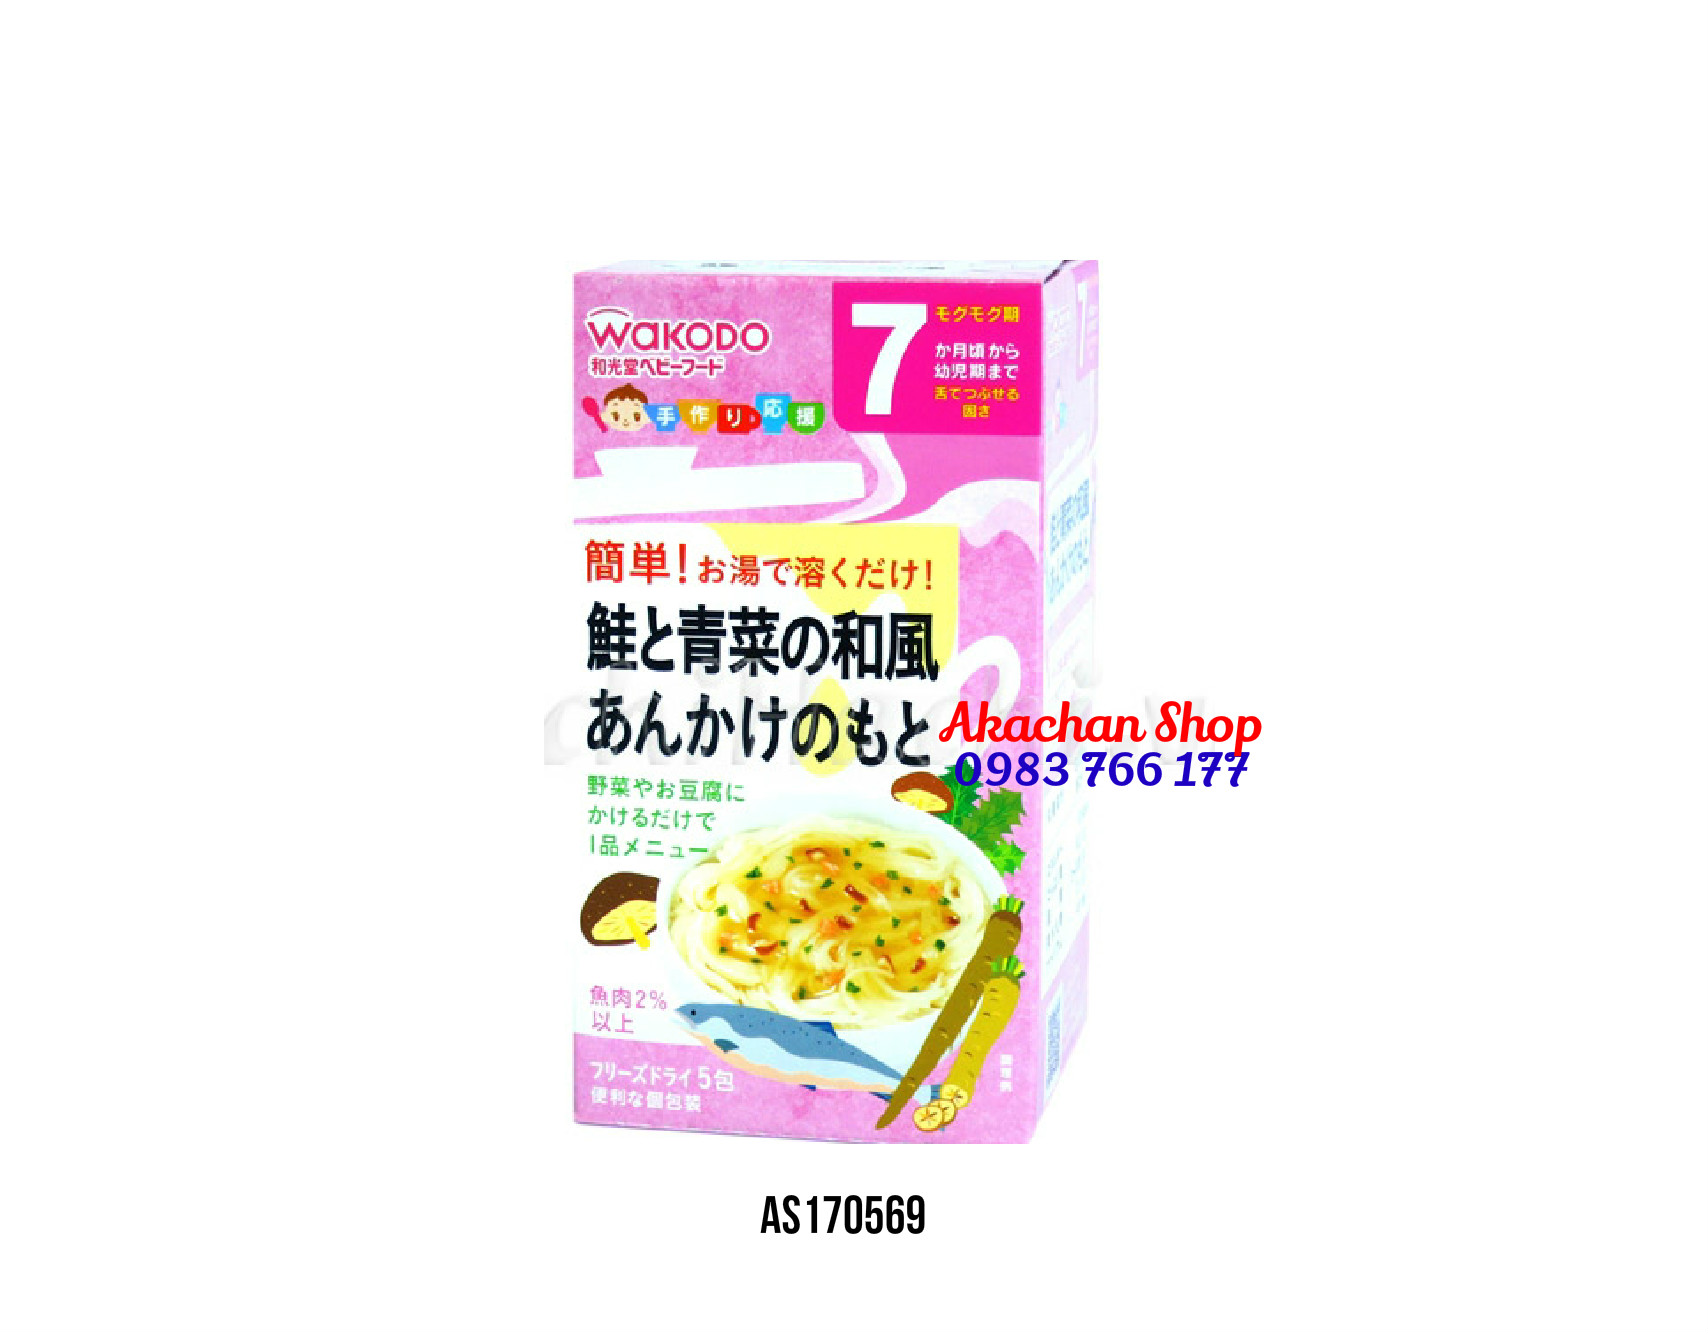 WAKODO
和光堂ベビーフード
手作り応援
7
モグモグ期
か月頃から
幼児期まで
舌でつぶせる
固さ
簡単!お湯で溶くだけ!
鮭と青菜の和風
あんかけのもと
Akachan Shop
0983 766 177
野菜やお豆腐に
かけるだけで
1品メニュー
魚肉2%
以上
フリーズドライ5包
便利な個包装
調理例
AS170569